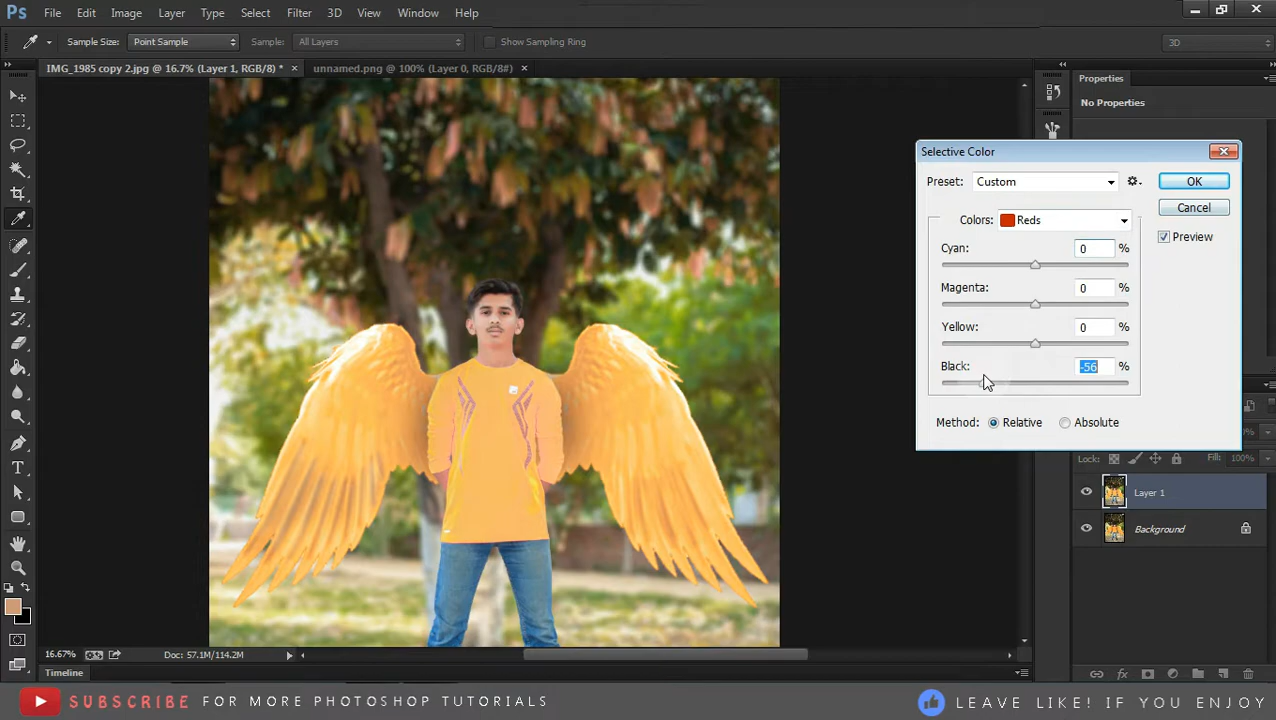 Ps File Edit Image Layer Type Select Filter 3D View Window Help
Sample Size: Point Sample Sample: All Layers Show Sampling Ring 3D
IMG_1985 copy 2.jpg @ 16.7% (Layer 1, RGB/8) * × unnamed.png @ 100% (Layer 0, RGB/8#) ×
Properties
No Properties
Selective Color
Preset: Custom OK
Colors: Reds Cancel
Cyan: 0 % Preview
Magenta: 0 %
Yellow: 0 %
Black: -56 %
Method: Relative Absolute
Lock: Fill: 100%
Layer 1
Background
16.67% Doc: 57.1M/114.2M
Timeline
SUBSCRIBE FOR MORE PHOTOSHOP TUTORIALS LEAVE LIKE! IF YOU ENJOY